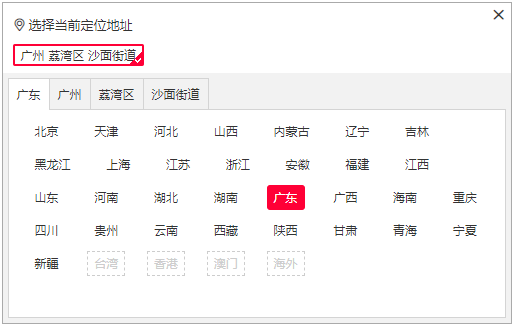 选择当前定位地址
广州 荔湾区 沙面街道
广东 广州 荔湾区 沙面街道
北京 天津 河北 山西 内蒙古 辽宁 吉林
黑龙江 上海 江苏 浙江 安徽 福建 江西
山东 河南 湖北 湖南 广东 广西 海南 重庆
四川 贵州 云南 西藏 陕西 甘肃 青海 宁夏
新疆 台湾 香港 澳门 海外